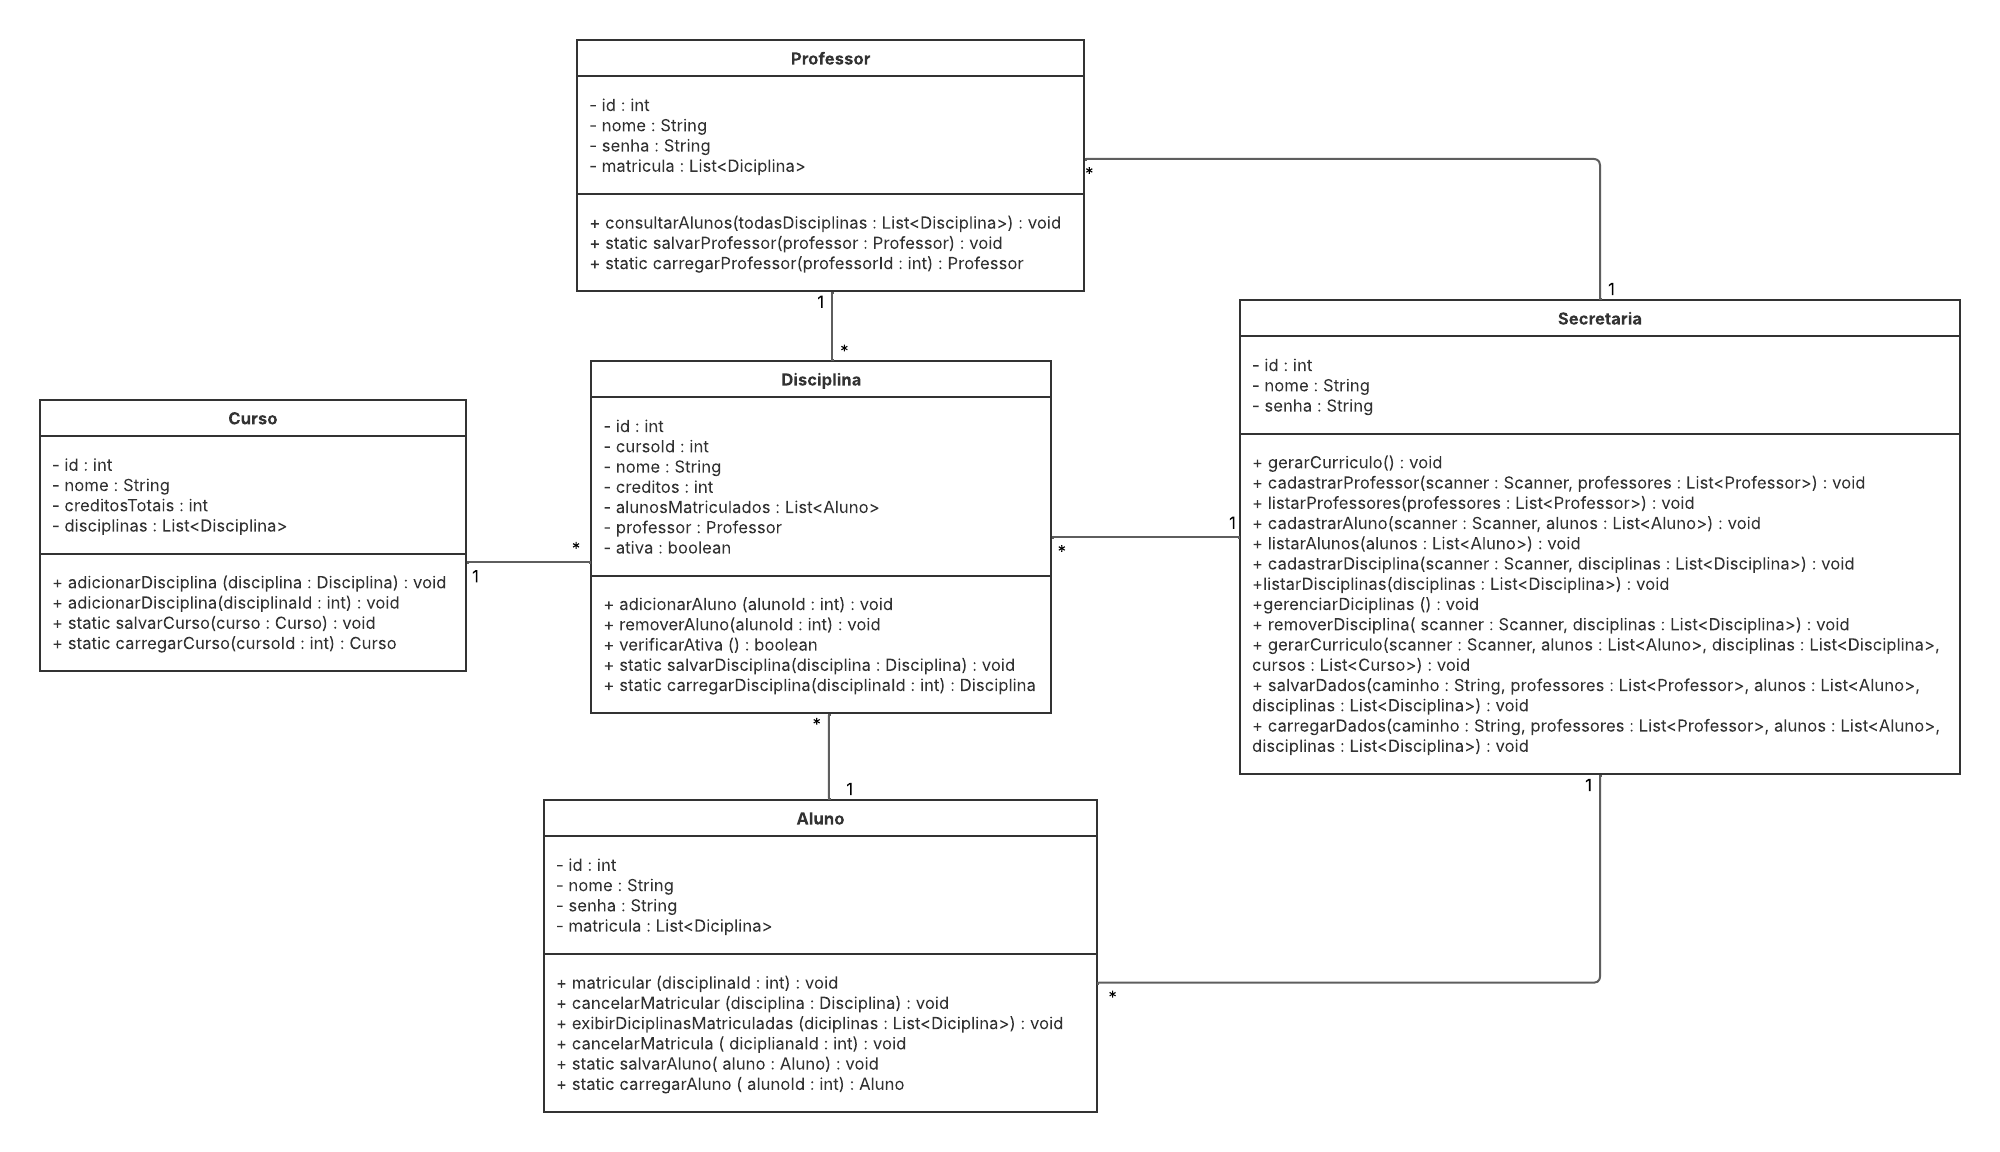 Professor
- id : int
- nome : String
- senha : String
- matricula : List<Diciplina>
+ consultarAlunos(todasDisciplinas : List<Disciplina>) : void
+ static salvarProfessor(professor : Professor) : void
+ static carregarProfessor(professorId : int) : Professor
*
1
1
*
Secretaria
- id : int
- nome : String
- senha : String
+ gerarCurriculo() : void
+ cadastrarProfessor(scanner : Scanner, professores : List<Professor>) : void
+ listarProfessores(professores : List<Professor>) : void
+ cadastrarAluno(scanner : Scanner, alunos : List<Aluno>) : void
+ listarAlunos(alunos : List<Aluno>) : void
+ cadastrarDisciplina(scanner : Scanner, disciplinas : List<Disciplina>) : void
+listarDisciplinas(disciplinas : List<Disciplina>) : void
+gerenciarDiciplinas () : void
+ removerDisciplina( scanner : Scanner, disciplinas : List<Disciplina>) : void
+ gerarCurriculo(scanner : Scanner, alunos : List<Aluno>, disciplinas : List<Disciplina>,
cursos : List<Curso>) : void
+ salvarDados(caminho : String, professores : List<Professor>, alunos : List<Aluno>,
disciplinas : List<Disciplina>) : void
+ carregarDados(caminho : String, professores : List<Professor>, alunos : List<Aluno>,
disciplinas : List<Disciplina>) : void
Disciplina
- id : int
- cursoId : int
- nome : String
- creditos : int
- alunosMatriculados : List<Aluno>
- professor : Professor
- ativa : boolean
+ adicionarAluno (alunoId : int) : void
+ removerAluno(alunoId : int) : void
+ verificarAtiva () : boolean
+ static salvarDisciplina(disciplina : Disciplina) : void
+ static carregarDisciplina(disciplinaId : int) : Disciplina
Curso
- id : int
- nome : String
- creditosTotais : int
- disciplinas : List<Disciplina>
+ adicionarDisciplina (disciplina : Disciplina) : void
+ adicionarDisciplina(disciplinaId : int) : void
+ static salvarCurso(curso : Curso) : void
+ static carregarCurso(cursoId : int) : Curso
*
1
1
*
*
1
1
*
Aluno
- id : int
- nome : String
- senha : String
- matricula : List<Diciplina>
+ matricular (disciplinaId : int) : void
+ cancelarMatricular (disciplina : Disciplina) : void
+ exibirDiciplinasMatriculadas (diciplinas : List<Diciplina>) : void
+ cancelarMatricula ( diciplianaId : int) : void
+ static salvarAluno( aluno : Aluno) : void
+ static carregarAluno ( alunoId : int) : Aluno